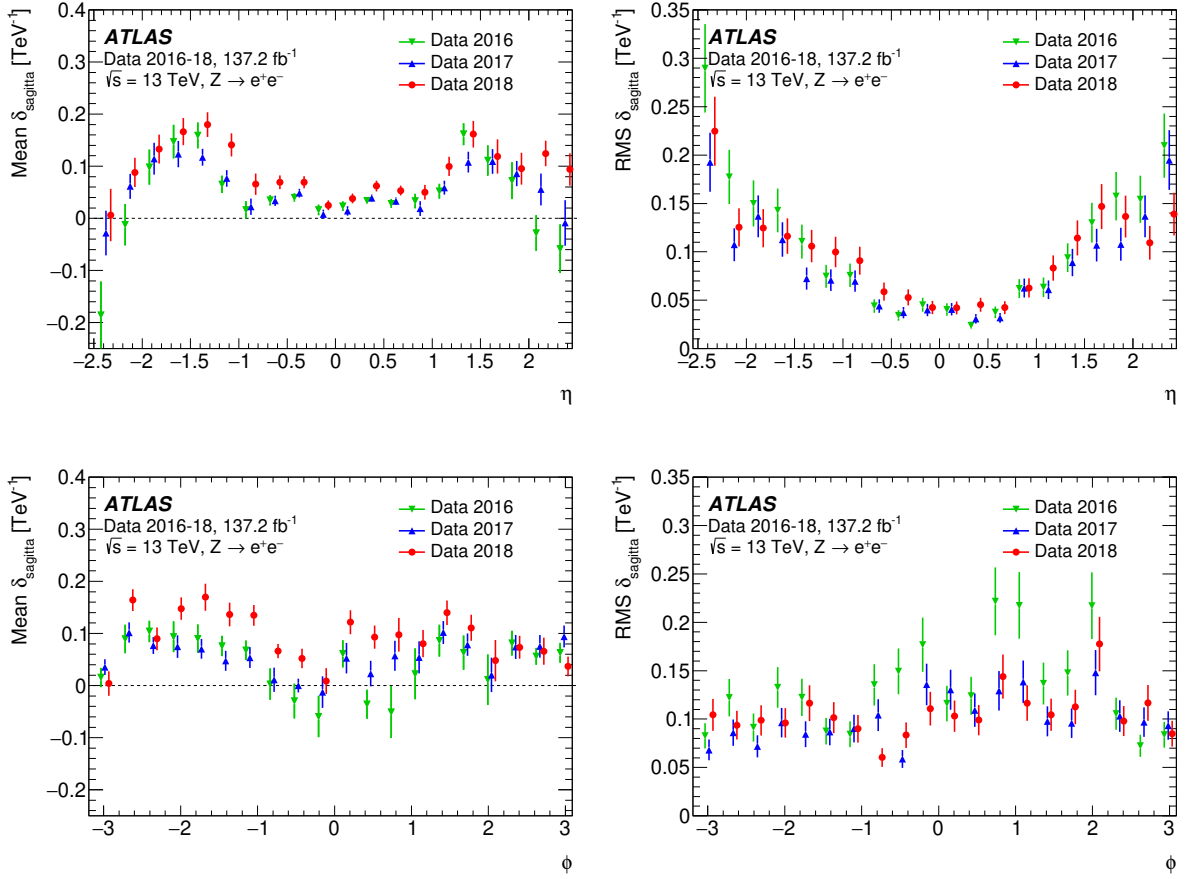 Mean δsagitta [TeV⁻¹]
0.4
0.3
0.2
0.1
0
−0.1
−0.2
ATLAS
Data 2016-18, 137.2 fb⁻¹
√s = 13 TeV, Z → e⁺e⁻
Data 2016
Data 2017
Data 2018
−2.5 −2 −1.5 −1 −0.5 0 0.5 1 1.5 2
η
RMS δsagitta [TeV⁻¹]
0.35
0.3
0.25
0.2
0.15
0.1
0.05
0
ATLAS
Data 2016-18, 137.2 fb⁻¹
√s = 13 TeV, Z → e⁺e⁻
Data 2016
Data 2017
Data 2018
−2.5 −2 −1.5 −1 −0.5 0 0.5 1 1.5 2
η
Mean δsagitta [TeV⁻¹]
0.4
0.3
0.2
0.1
0
−0.1
−0.2
ATLAS
Data 2016-18, 137.2 fb⁻¹
√s = 13 TeV, Z → e⁺e⁻
Data 2016
Data 2017
Data 2018
−3 −2 −1 0 1 2 3
ϕ
RMS δsagitta [TeV⁻¹]
0.35
0.3
0.25
0.2
0.15
0.1
0.05
0
ATLAS
Data 2016-18, 137.2 fb⁻¹
√s = 13 TeV, Z → e⁺e⁻
Data 2016
Data 2017
Data 2018
−3 −2 −1 0 1 2 3
ϕ